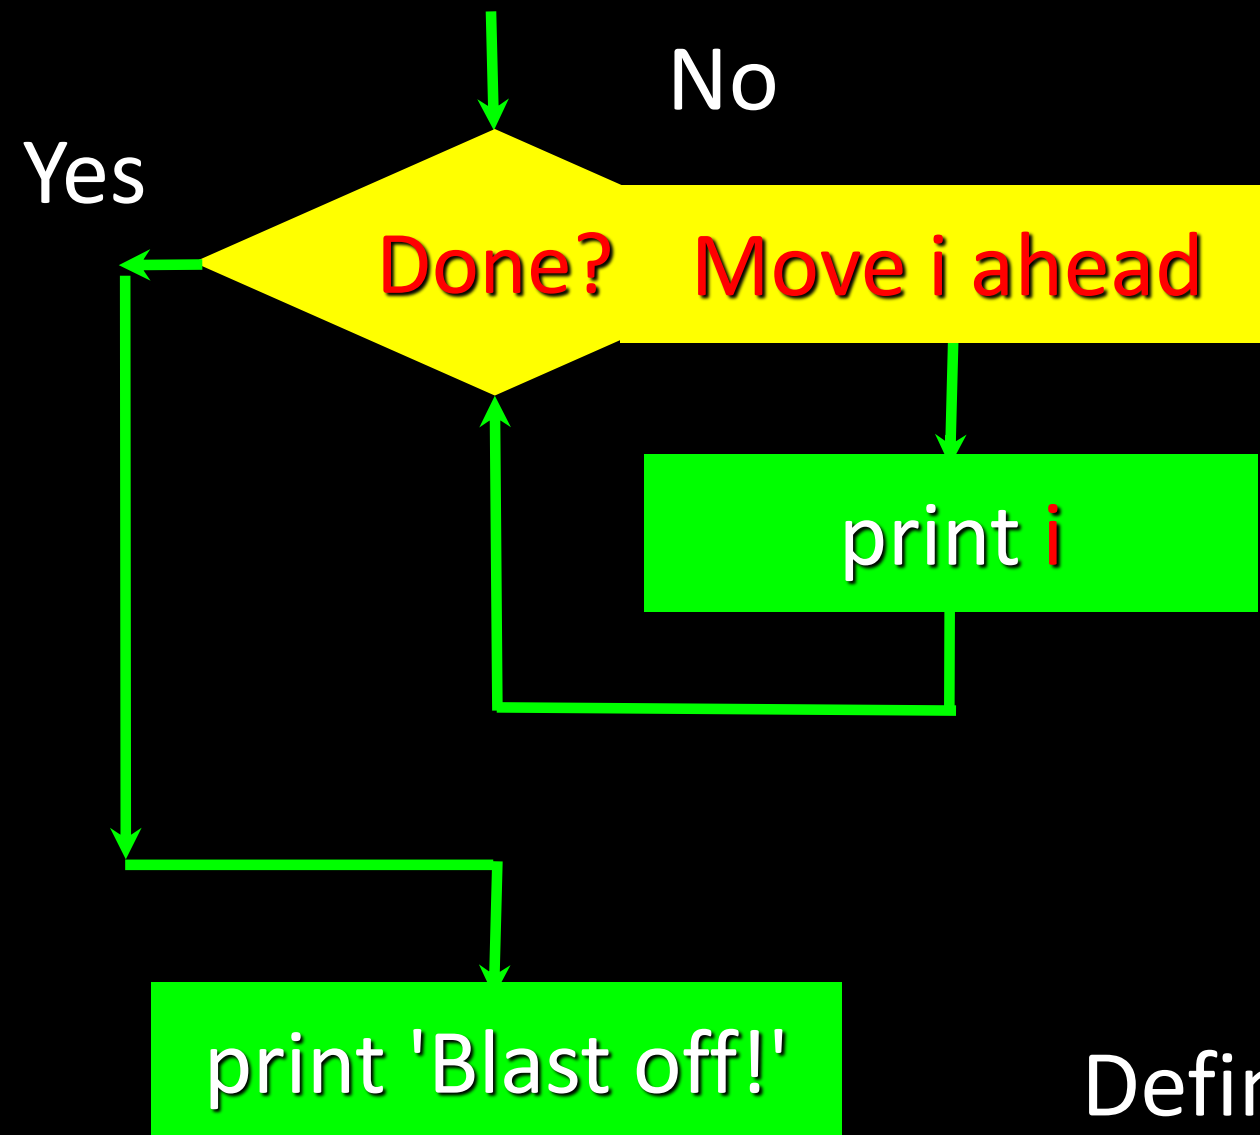 No
Yes
Done? Move i ahead
print i
print 'Blast off!'